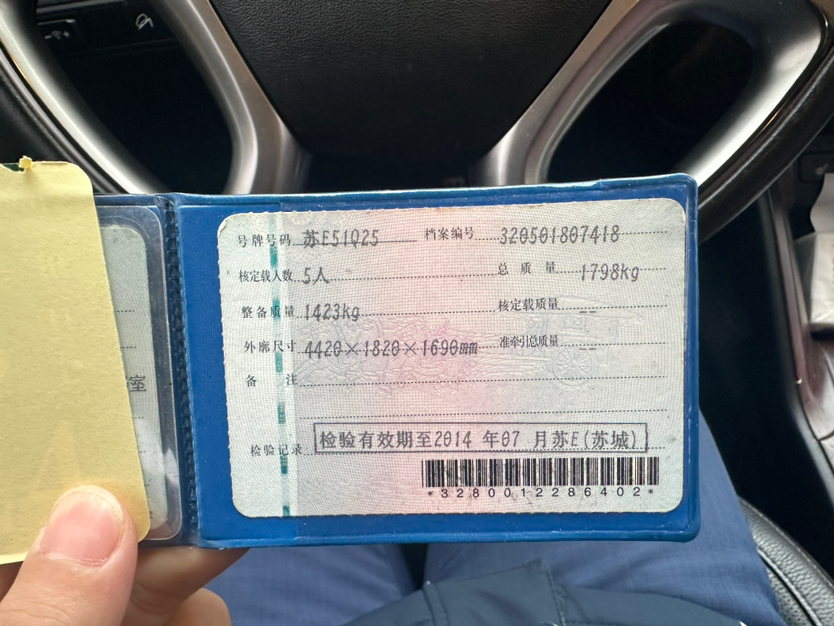 号牌号码 苏E51Q25 档案编号 320501807418
核定载人数 5人 总质量 1798kg
整备质量 1423kg 核定载质量 --
外廓尺寸 4420×1820×1690mm 准牵引总质量 --
备注
检验记录 检验有效期至2014年07月苏E(苏城)
*3280012286402*
室